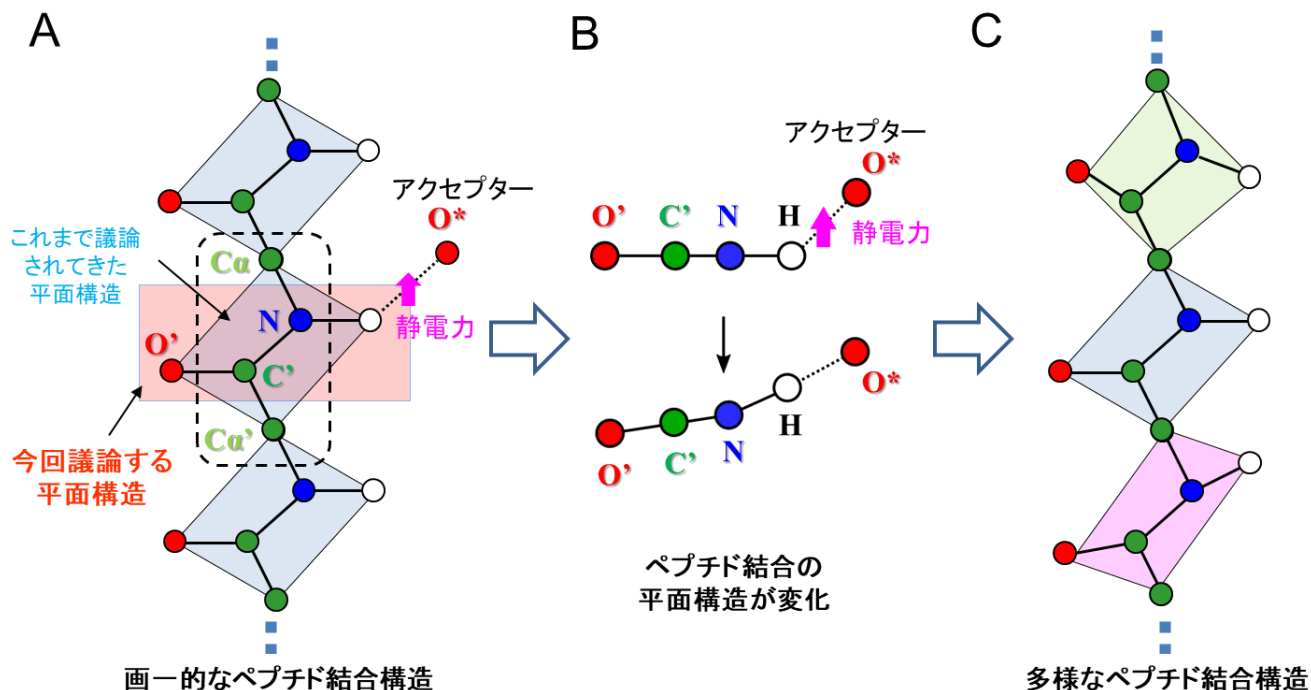 A
アクセプター
O*
これまで議論
されてきた
平面構造
Cα
N
静電力
O'
C'
Cα'
今回議論する
平面構造
画一的なペプチド結合構造
B
アクセプター
O*
O'
C'
N
H
静電力
O*
H
N
C'
O'
ペプチド結合の
平面構造が変化
C
多様なペプチド結合構造